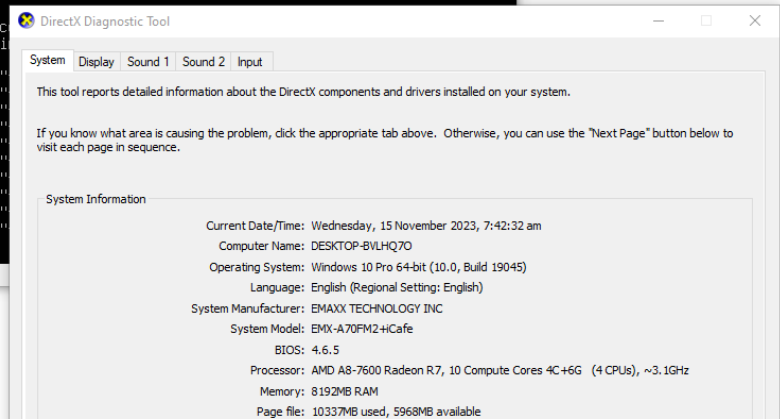 DirectX Diagnostic Tool
System Display Sound 1 Sound 2 Input
This tool reports detailed information about the DirectX components and drivers installed on your system.
If you know what area is causing the problem, click the appropriate tab above. Otherwise, you can use the "Next Page" button below to
visit each page in sequence.
System Information
Current Date/Time: Wednesday, 15 November 2023, 7:42:32 am
Computer Name: DESKTOP-BVLHQ7O
Operating System: Windows 10 Pro 64-bit (10.0, Build 19045)
Language: English (Regional Setting: English)
System Manufacturer: EMAXX TECHNOLOGY INC
System Model: EMX-A70FM2+iCafe
BIOS: 4.6.5
Processor: AMD A8-7600 Radeon R7, 10 Compute Cores 4C+6G (4 CPUs), ~3.1GHz
Memory: 8192MB RAM
Page file: 10337MB used, 5968MB available